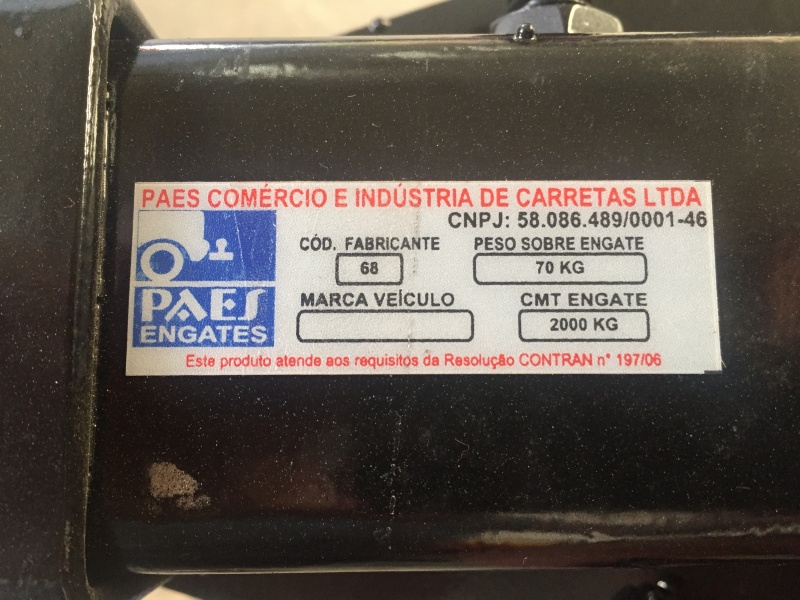 PAES COMÉRCIO E INDÚSTRIA DE CARRETAS LTDA
CNPJ: 58.086.489/0001-46
CÓD. FABRICANTE
68
PESO SOBRE ENGATE
70 KG
MARCA VEÍCULO
CMT ENGATE
2000 KG
PAES
ENGATES
Este produto atende aos requisitos da Resolução CONTRAN n° 197/06